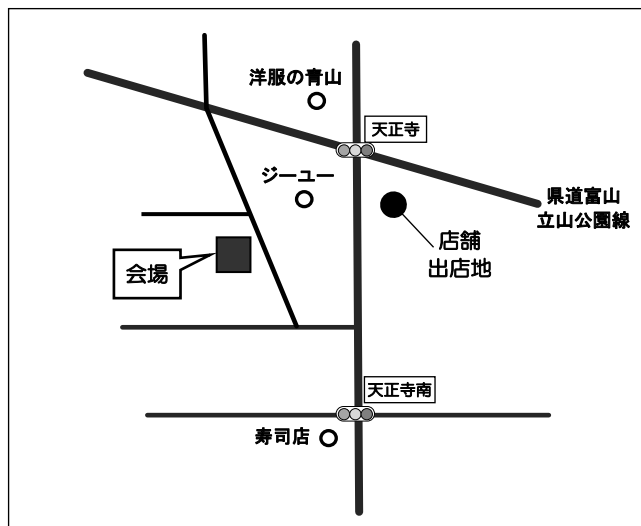 洋服の青山
天正寺
ジーユー
県道富山
立山公園線
店舗
出店地
会場
天正寺南
寿司店